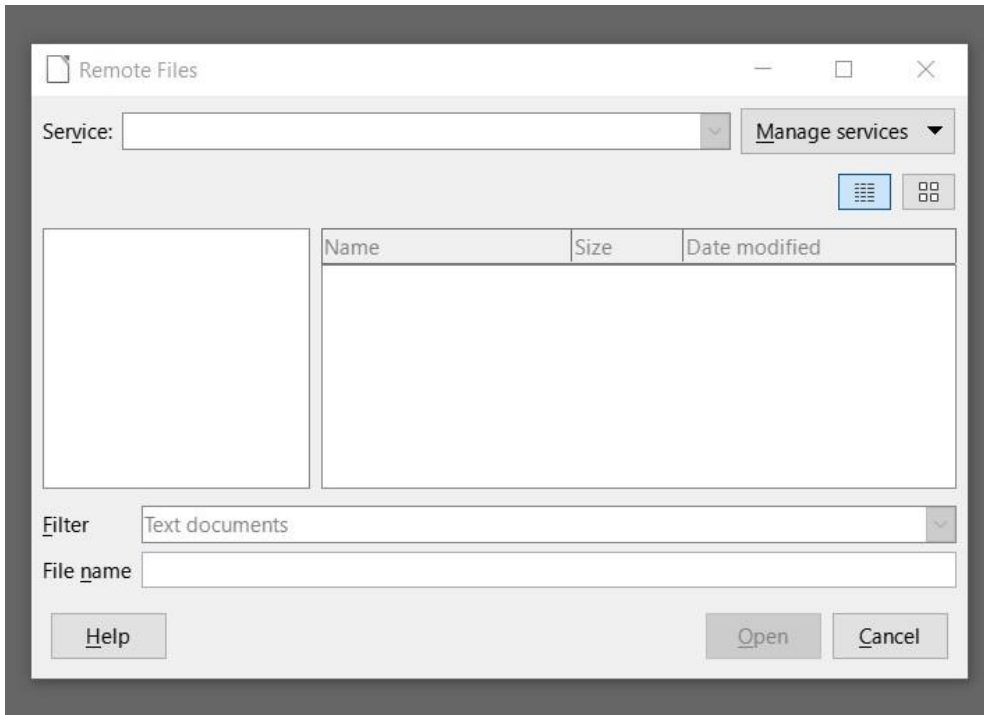 Remote Files
Service: Manage services
Name Size Date modified
Filter Text documents
File name
Help Open Cancel